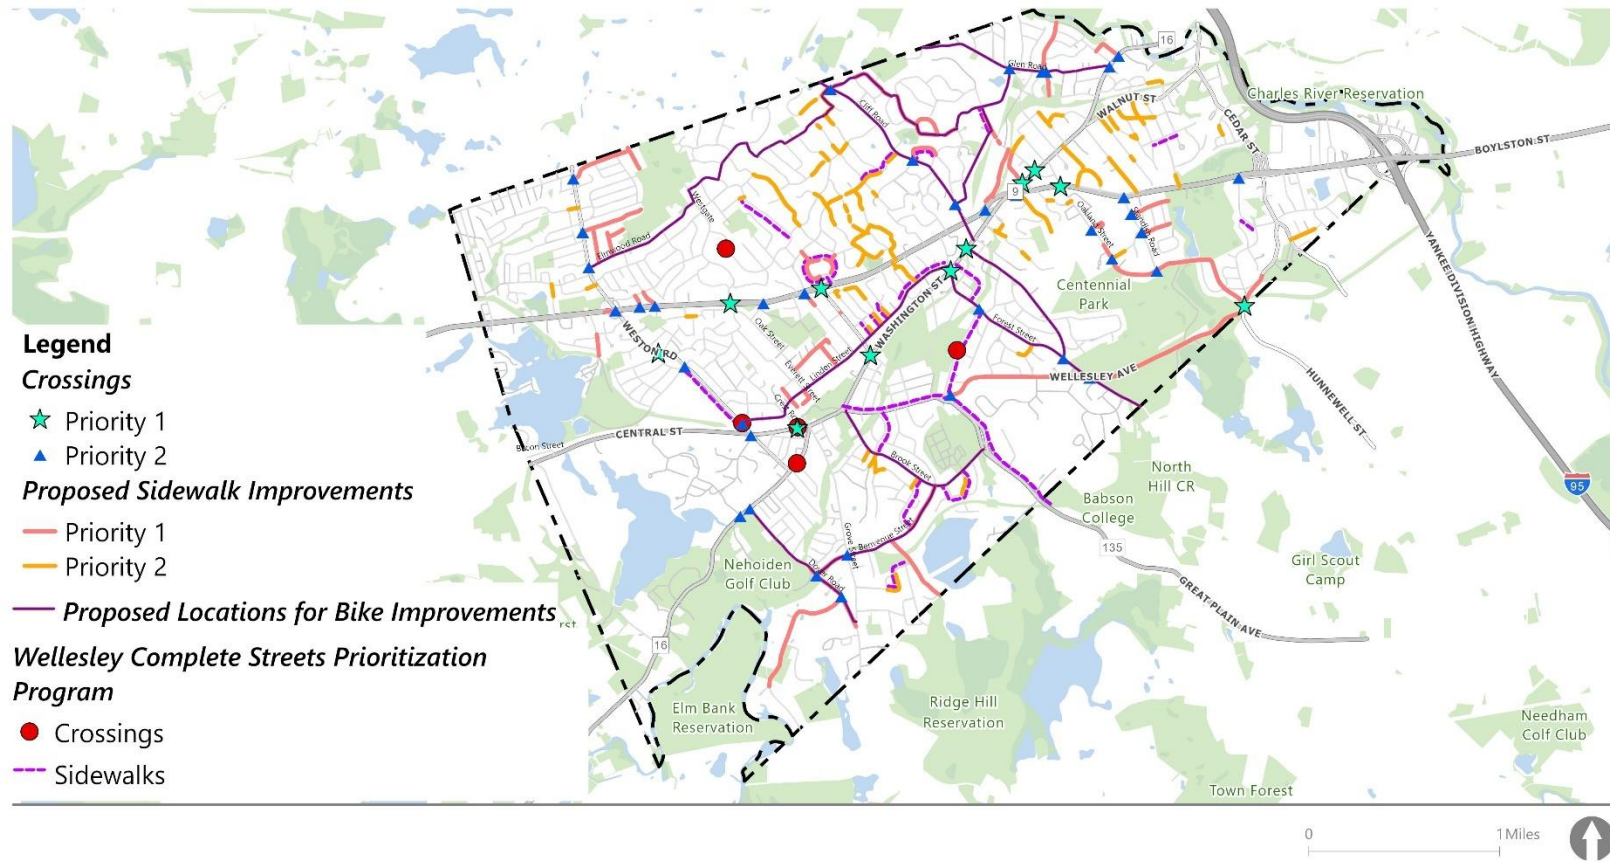 16
Glen Road
Charles River Reservation
WALNUT ST
Cliff Road
CEDAR ST
BOYLSTON ST
9
Westgate
Oakland Street
Elmwood Road
YANKEE DIVISION HIGHWAY
Centennial
Park
WASHINGTON ST
Forest Street
Oak Street
WESTON RD
Linden Street
WELLESLEY AVE
HUNNEWELL ST
CENTRAL ST
Brook Street
North
Hill CR
95
Babson
College
135
Grove Street
Benvenue Street
Nehoiden
Golf Club
Dover Road
Girl Scout
Camp
GREAT PLAIN AVE
16
Elm Bank
Reservation
Ridge Hill
Reservation
Needham
Golf Club
Town Forest
Legend
Crossings
Priority 1
Priority 2
Proposed Sidewalk Improvements
Priority 1
Priority 2
Proposed Locations for Bike Improvements
Wellesley Complete Streets Prioritization
Program
Crossings
Sidewalks
0 1 Miles